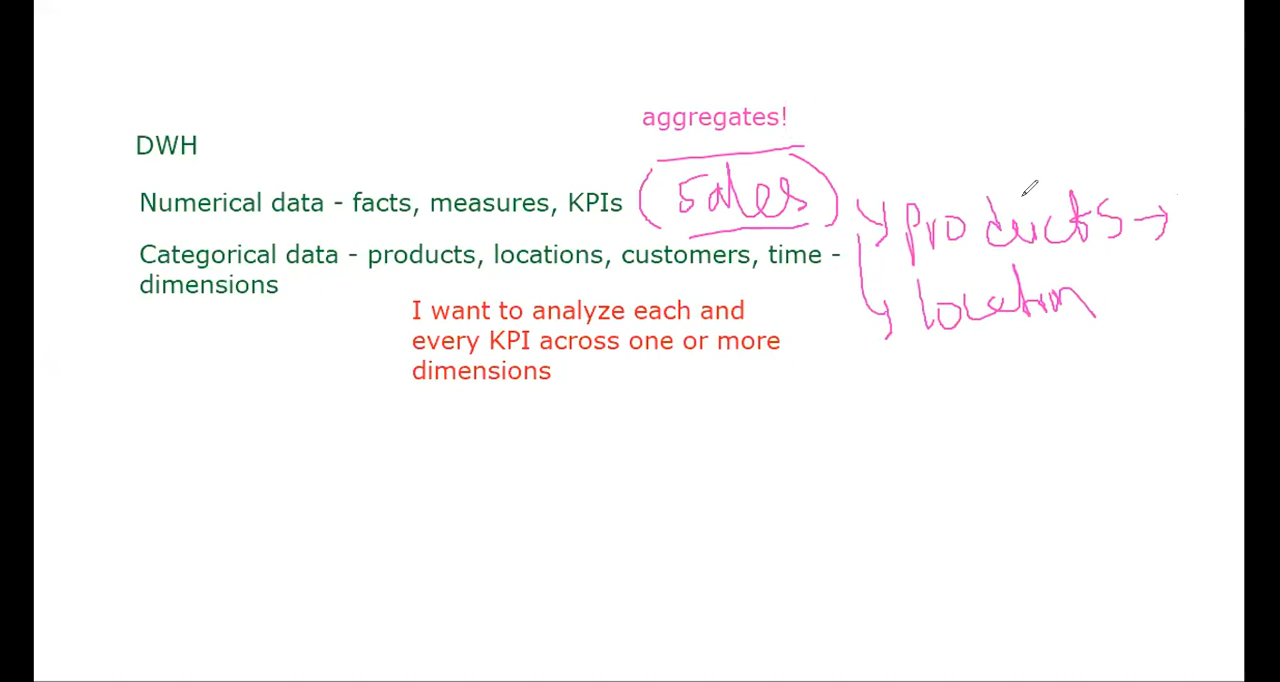 aggregates!
DWH
Numerical data - facts, measures, KPIs
Sales
products
Categorical data - products, locations, customers, time -
dimensions
location
I want to analyze each and
every KPI across one or more
dimensions